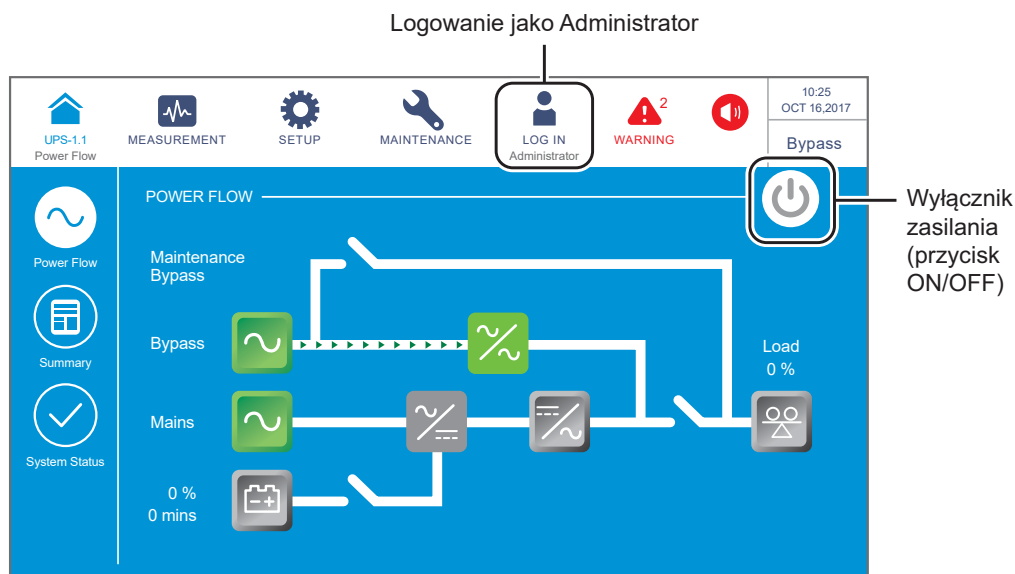 Logowanie jako Administrator
UPS-1.1
Power Flow
MEASUREMENT
SETUP
MAINTENANCE
LOG IN
Administrator
2
WARNING
10:25
OCT 16,2017
Bypass
POWER FLOW
Wyłącznik
zasilania
(przycisk
ON/OFF)
Power Flow
Summary
System Status
Maintenance
Bypass
Bypass
Load
0 %
Mains
0 %
0 mins